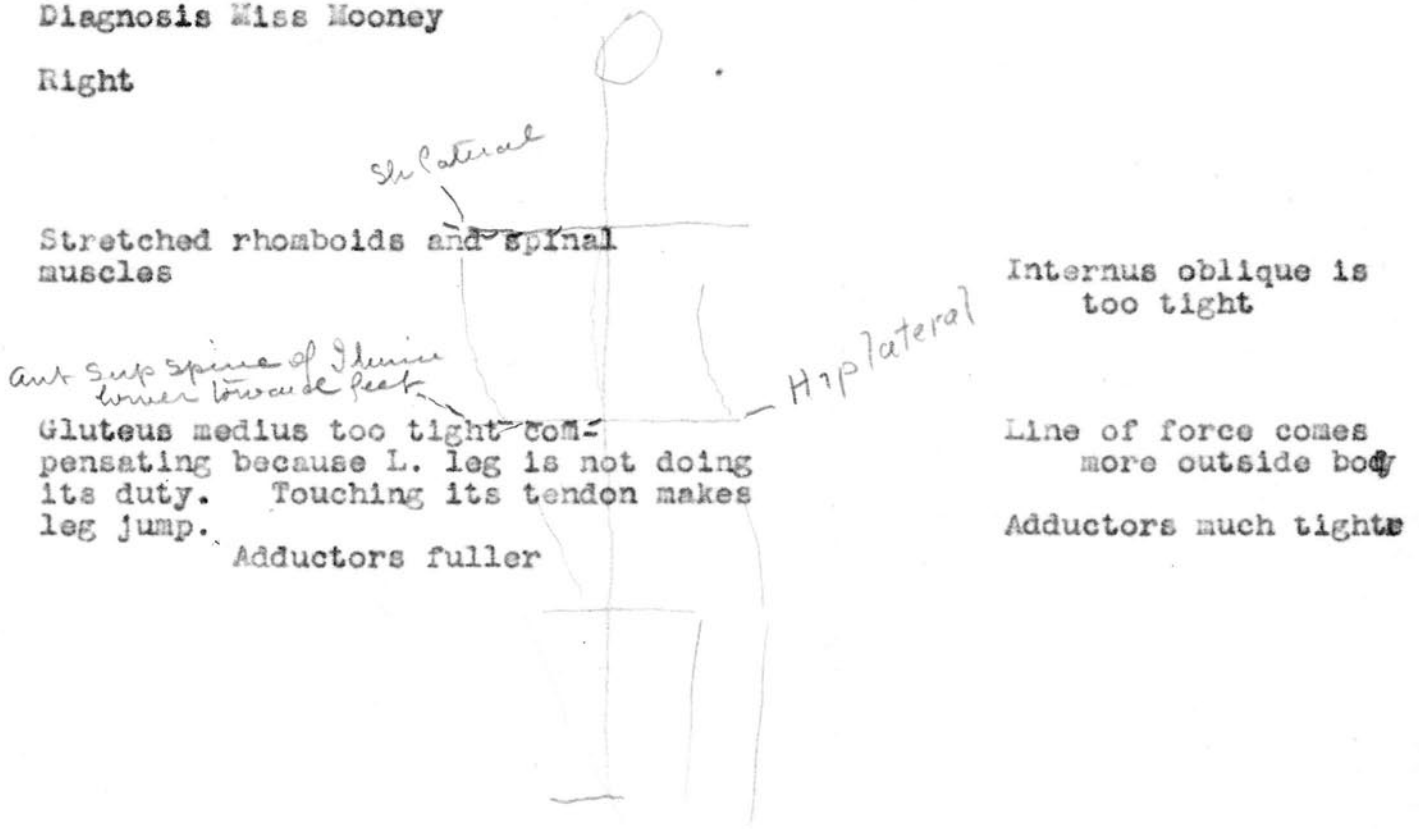 Diagnosis Miss Mooney
Right
Sh lateral
Stretched rhomboids and spinal
muscles
Internus oblique is
too tight
Hip lateral
ant Sup Spine of Ilium
lower toward feet
Gluteus medius too tight com-
pensating because L. leg is not doing
its duty. Touching its tendon makes
leg jump.
Adductors fuller
Line of force comes
more outside body
Adductors much tight